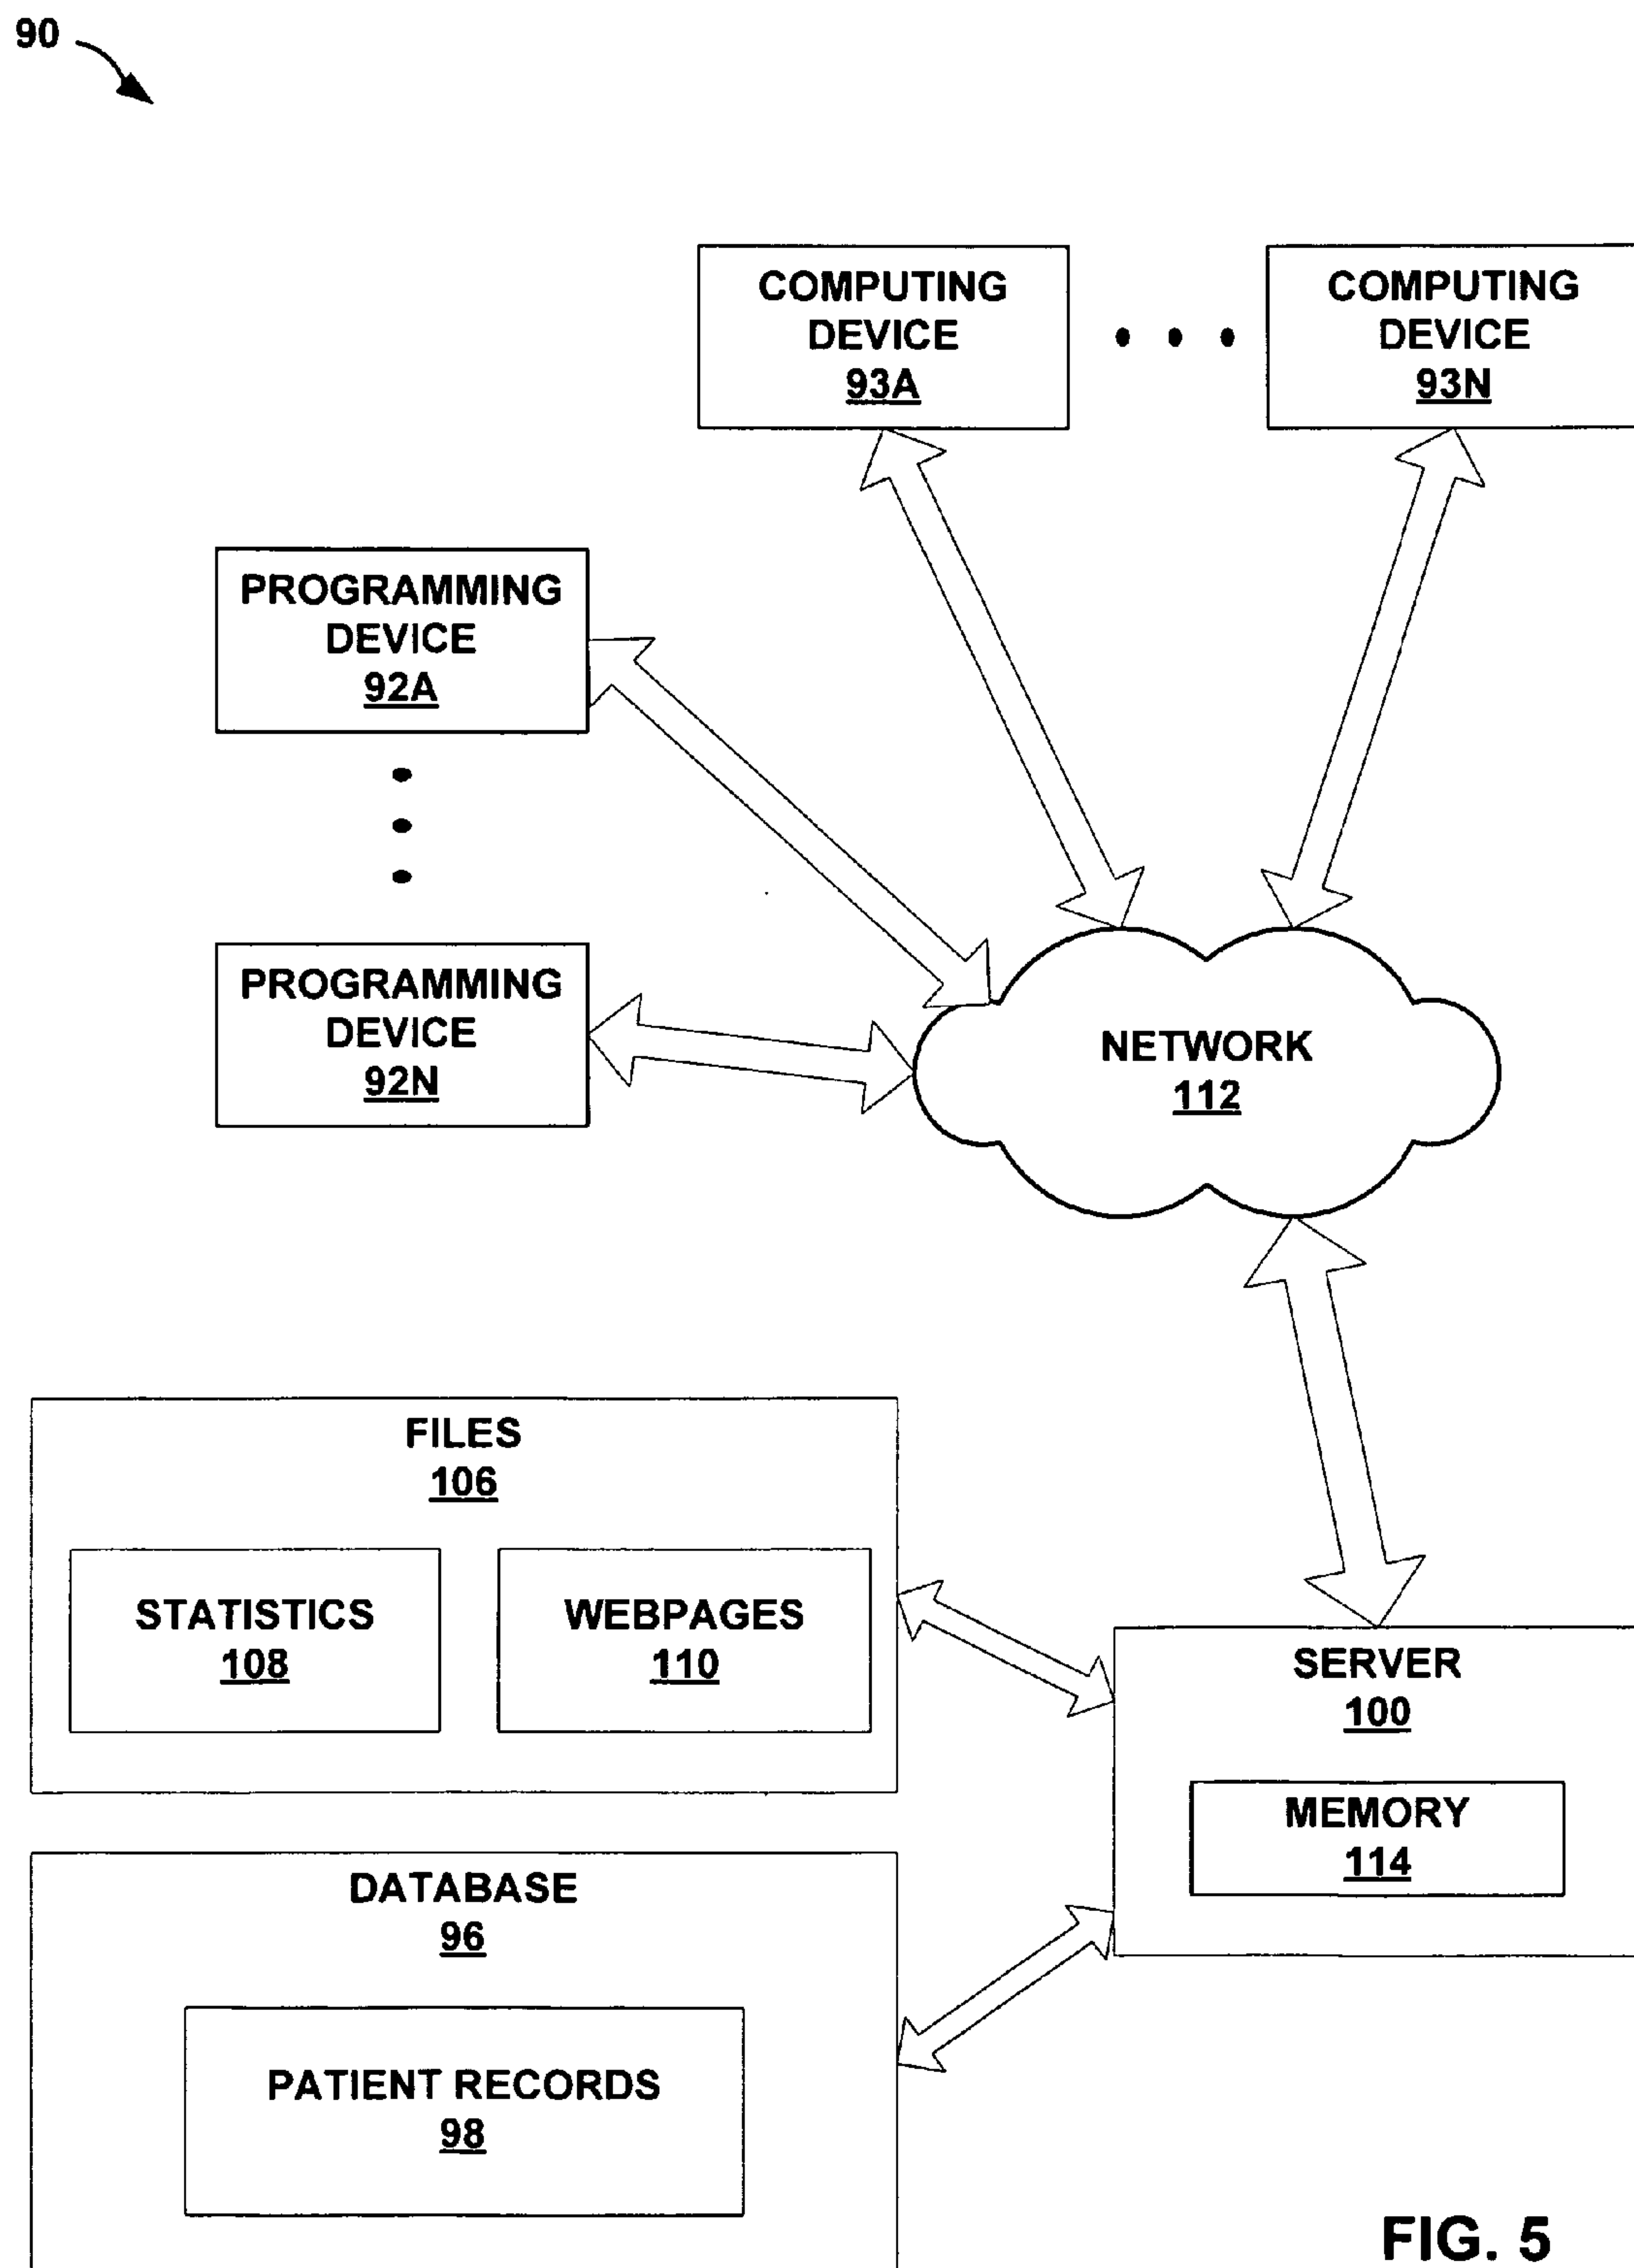 90
COMPUTING
DEVICE
93A
COMPUTING
DEVICE
93N
PROGRAMMING
DEVICE
92A
PROGRAMMING
DEVICE
92N
NETWORK
112
FILES
106
STATISTICS
108
WEBPAGES
110
SERVER
100
MEMORY
114
DATABASE
96
PATIENT RECORDS
98
FIG. 5